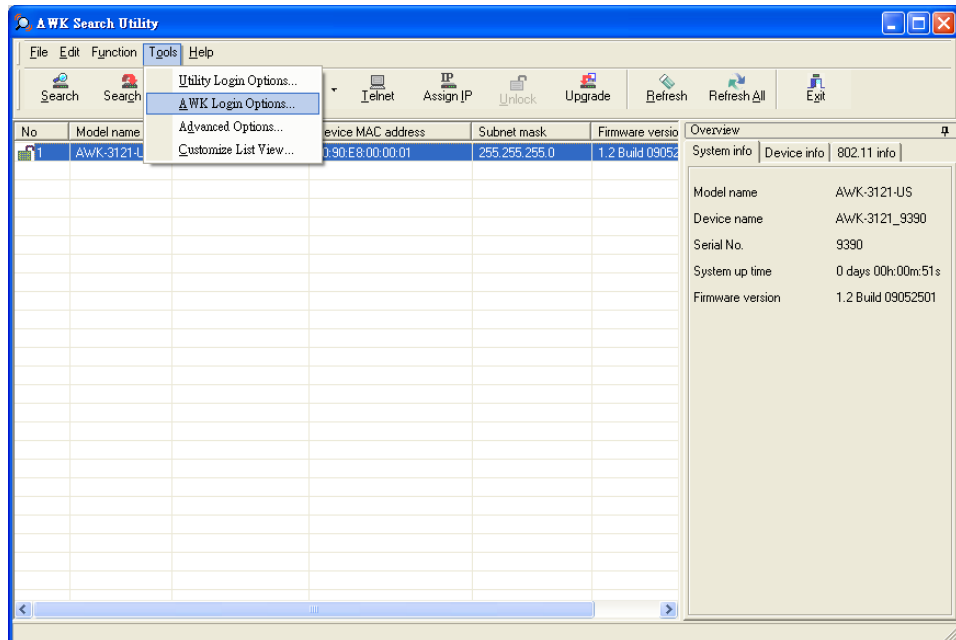 AWK Search Utility
File Edit Function Tools Help
Search Search Telnet Assign IP Unlock Upgrade Refresh Refresh All Exit
Utility Login Options...
AWK Login Options...
Advanced Options...
Customize List View...
No Model name evice MAC address Subnet mask Firmware versio
1 AWK-3121-L 0:90:E8:00:00:01 255.255.255.0 1.2 Build 09052
Overview
System info Device info 802.11 info
Model name AWK-3121-US
Device name AWK-3121_9390
Serial No. 9390
System up time 0 days 00h:00m:51s
Firmware version 1.2 Build 09052501